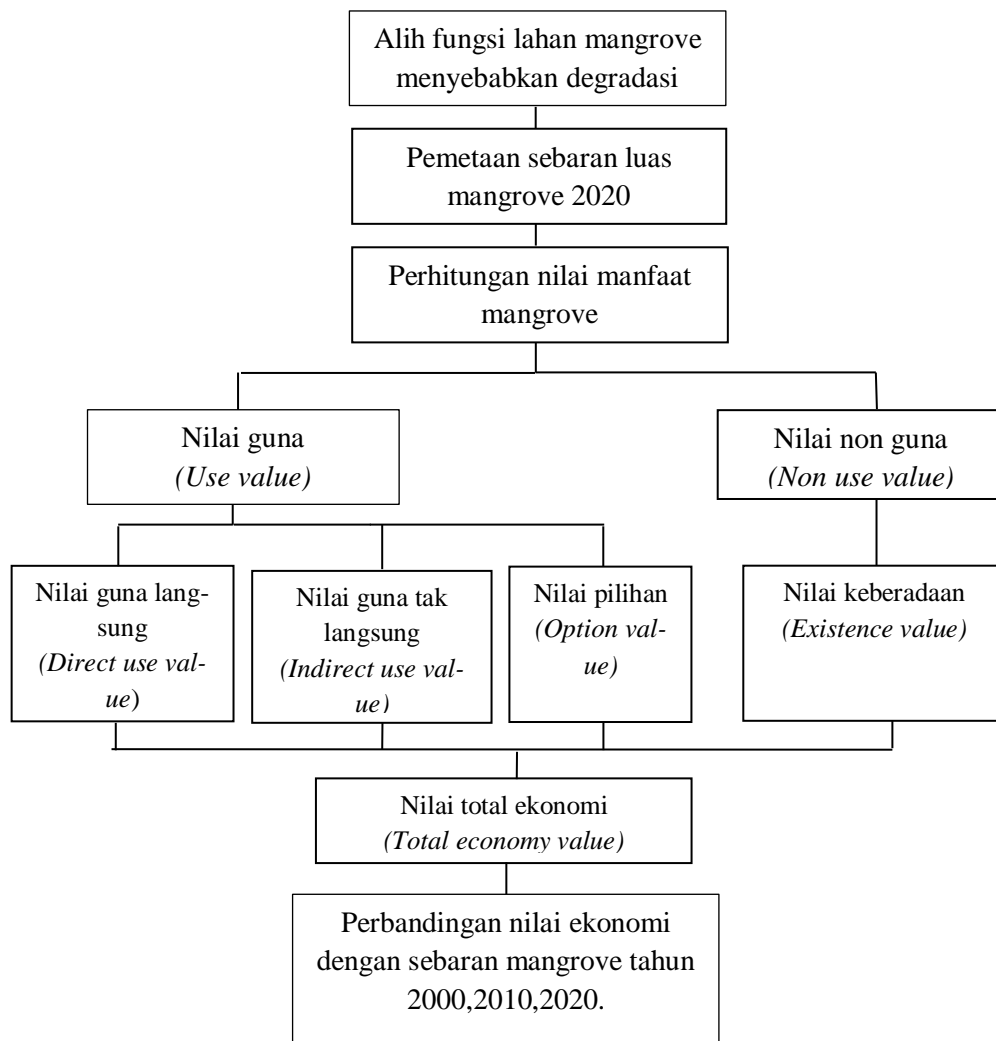 Alih fungsi lahan mangrove
menyebabkan degradasi
Pemetaan sebaran luas
mangrove 2020
Perhitungan nilai manfaat
mangrove
Nilai guna
(Use value)
Nilai non guna
(Non use value)
Nilai guna lang-
sung
(Direct use val-
ue)
Nilai guna tak
langsung
(Indirect use val-
ue)
Nilai pilihan
(Option val-
ue)
Nilai keberadaan
(Existence value)
Nilai total ekonomi
(Total economy value)
Perbandingan nilai ekonomi
dengan sebaran mangrove tahun
2000,2010,2020.